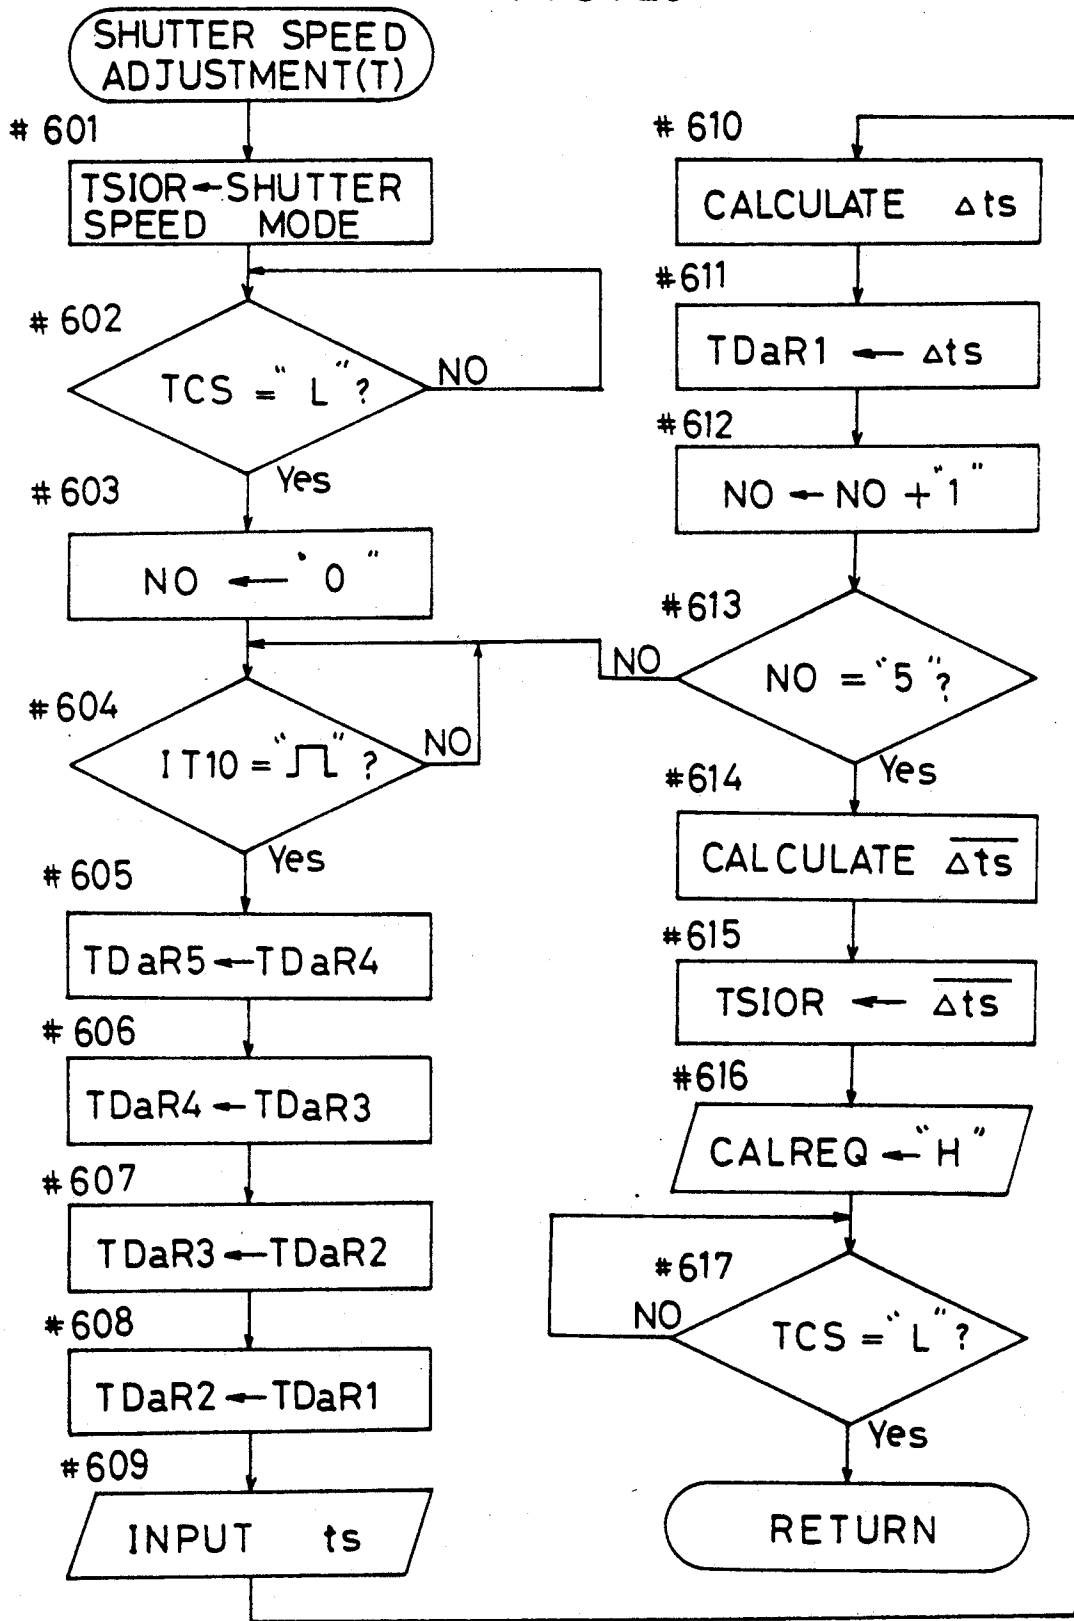 SHUTTER SPEED
ADJUSTMENT(T)
# 601
TSIOR←SHUTTER
SPEED MODE
# 602
TCS = "L"?
NO
Yes
# 603
NO ← "0"
# 604
IT10 = "⎍"?
NO
Yes
# 605
TDaR5←TDaR4
# 606
TDaR4←TDaR3
# 607
TDaR3←TDaR2
# 608
TDaR2←TDaR1
# 609
INPUT ts
# 610
CALCULATE Δts
# 611
TDaR1 ← Δts
# 612
NO ← NO + "1"
# 613
NO = "5"?
NO
Yes
# 614
CALCULATE Δts
# 615
TSIOR ← Δts
# 616
CALREQ ← "H"
# 617
TCS = "L"?
NO
Yes
RETURN